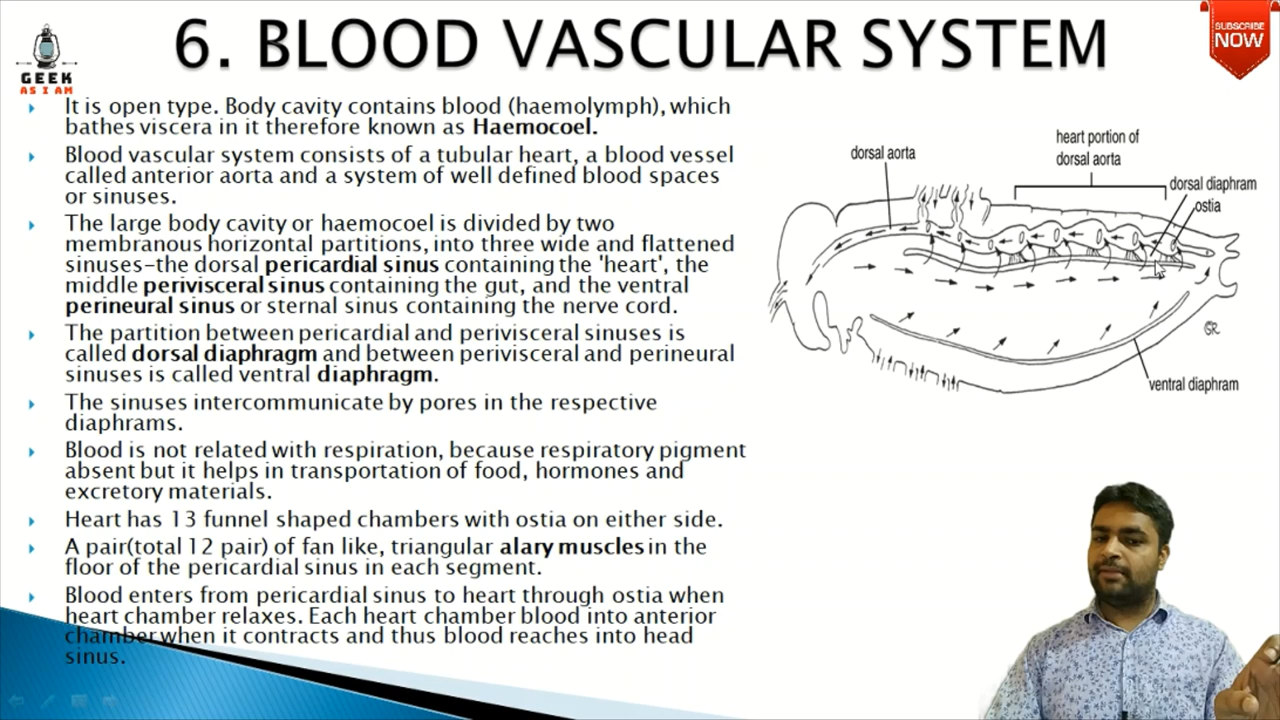 6. BLOOD VASCULAR SYSTEM
GEEK
AS I AM
SUBSCRIBE
NOW
It is open type. Body cavity contains blood (haemolymph), which
bathes viscera in it therefore known as Haemocoel.
Blood vascular system consists of a tubular heart, a blood vessel
called anterior aorta and a system of well defined blood spaces
or sinuses.
The large body cavity or haemocoel is divided by two
membranous horizontal partitions, into three wide and flattened
sinuses-the dorsal pericardial sinus containing the 'heart', the
middle perivisceral sinus containing the gut, and the ventral
perineural sinus or sternal sinus containing the nerve cord.
The partition between pericardial and perivisceral sinuses is
called dorsal diaphragm and between perivisceral and perineural
sinuses is called ventral diaphragm.
The sinuses intercommunicate by pores in the respective
diaphrams.
Blood is not related with respiration, because respiratory pigment
absent but it helps in transportation of food, hormones and
excretory materials.
Heart has 13 funnel shaped chambers with ostia on either side.
A pair(total 12 pair) of fan like, triangular alary muscles in the
floor of the pericardial sinus in each segment.
Blood enters from pericardial sinus to heart through ostia when
heart chamber relaxes. Each heart chamber blood into anterior
chamber when it contracts and thus blood reaches into head
sinus.
heart portion of
dorsal aorta
dorsal aorta
dorsal diaphram
ostia
GR
ventral diaphram